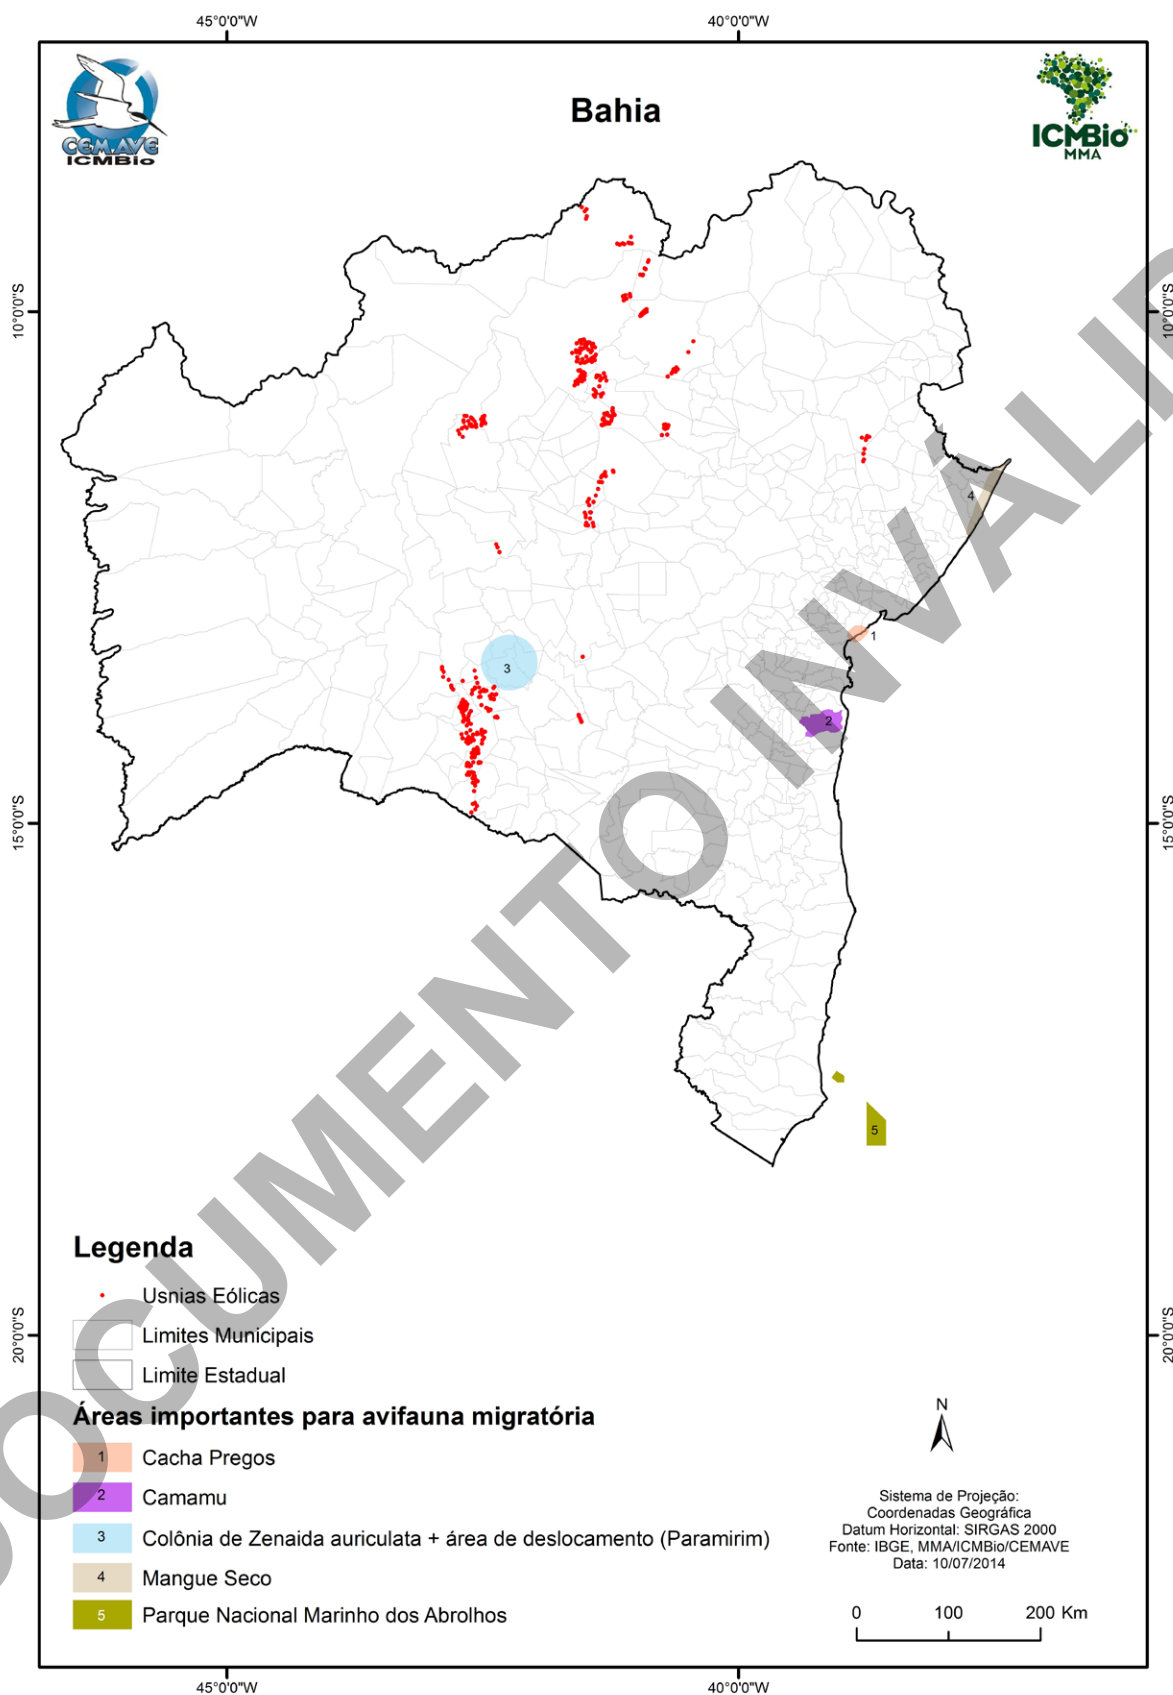 45°0'0"W 40°0'0"W
CEMAVE
ICMBio
Bahia
ICMBio
MMA
10°0'0"S 10°0'0"S
4
1
3
2
15°0'0"S 15°0'0"S
5
DOCUMENTO INVÁLID
Legenda
Usnias Eólicas
Limites Municipais
20°0'0"S 20°0'0"S
Limite Estadual
Áreas importantes para avifauna migratória
1 Cacha Pregos
2 Camamu
3 Colônia de Zenaida auriculata + área de deslocamento (Paramirim)
4 Mangue Seco
5 Parque Nacional Marinho dos Abrolhos
N
Sistema de Projeção:
Coordenadas Geográfica
Datum Horizontal: SIRGAS 2000
Fonte: IBGE, MMA/ICMBio/CEMAVE
Data: 10/07/2014
0 100 200 Km
45°0'0"W 40°0'0"W